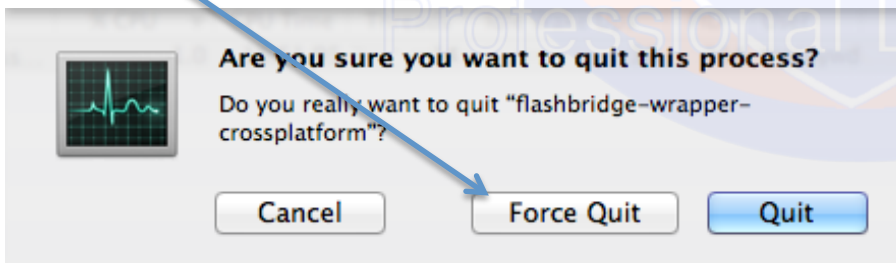 Professional
Are you sure you want to quit this process?
Do you really want to quit “flashbridge-wrapper-
crossplatform”?
Cancel
Force Quit
Quit